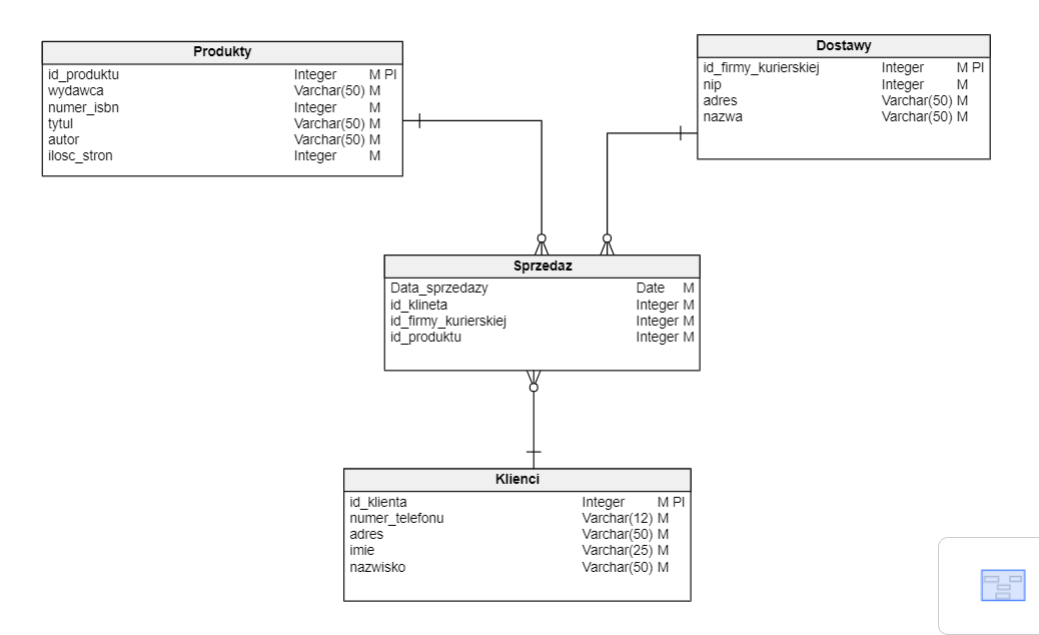 Produkty
id_produktu Integer M PI
wydawca Varchar(50) M
numer_isbn Integer M
tytul Varchar(50) M
autor Varchar(50) M
ilosc_stron Integer M
Dostawy
id_firmy_kurierskiej Integer M PI
nip Integer M
adres Varchar(50) M
nazwa Varchar(50) M
Sprzedaz
Data_sprzedazy Date M
id_klineta Integer M
id_firmy_kurierskiej Integer M
id_produktu Integer M
Klienci
id_klienta Integer M PI
numer_telefonu Varchar(12) M
adres Varchar(50) M
imie Varchar(25) M
nazwisko Varchar(50) M